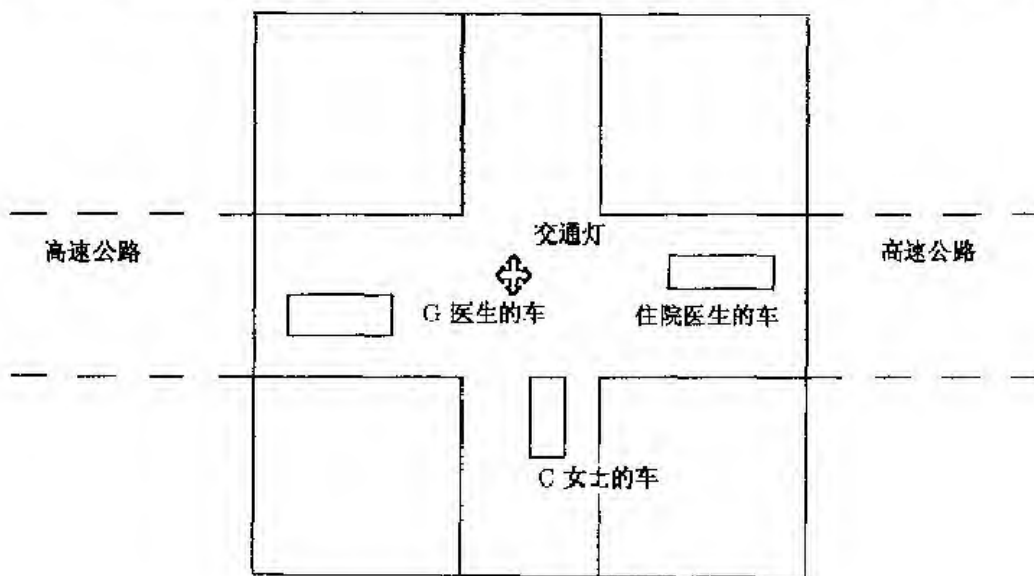 交通灯
高速公路
高速公路
G 医生的车
住院医生的车
C 女士的车